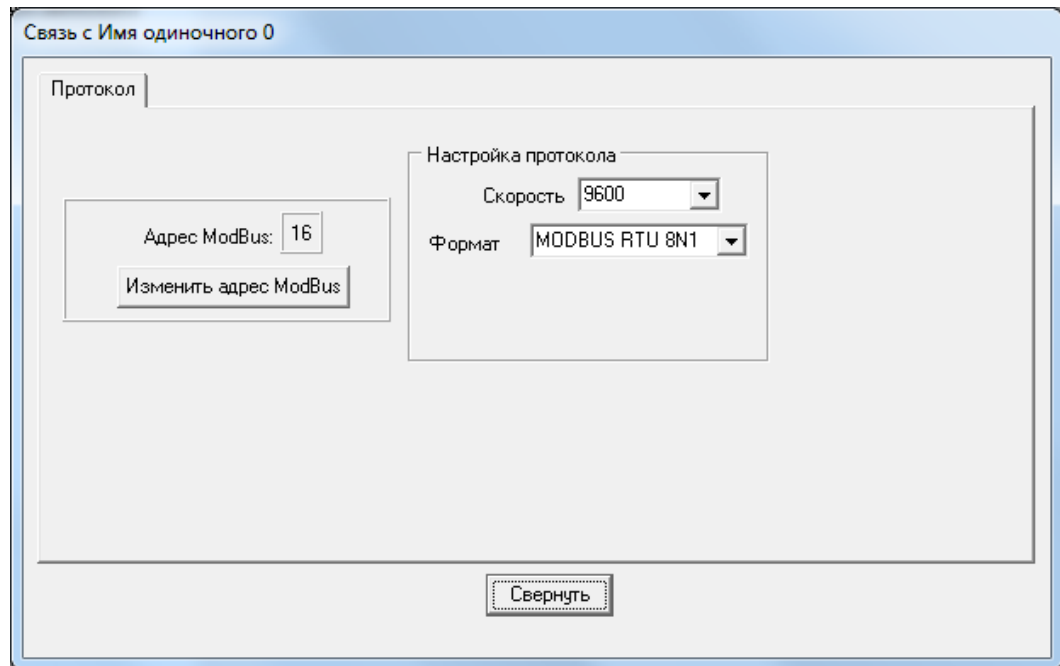 Связь с Имя одиночного 0
Протокол
Настройка протокола
Скорость 9600
Адрес ModBus: 16
Формат MODBUS RTU 8N1
Изменить адрес ModBus
Свернуть